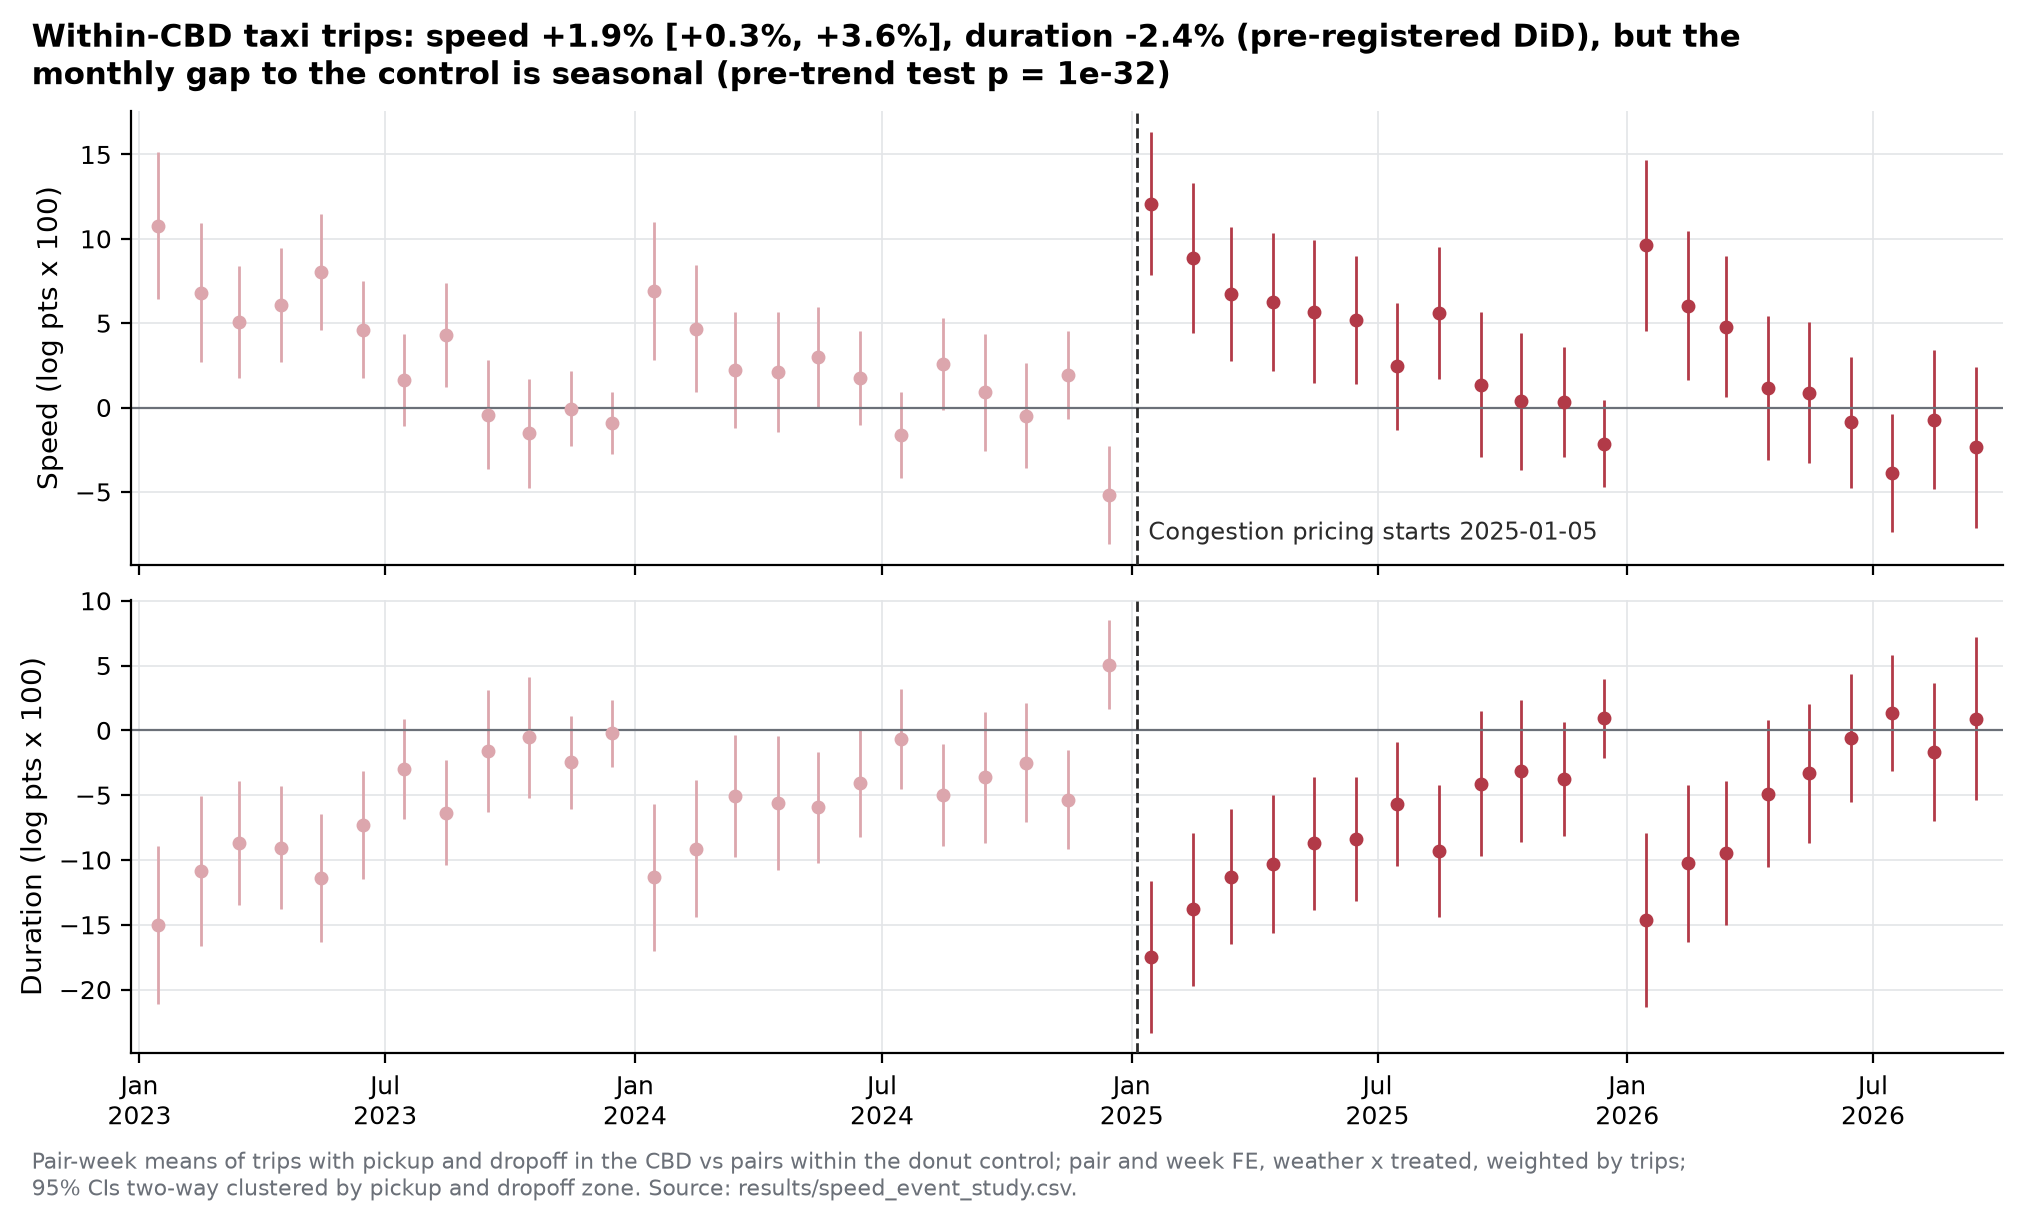 Within-CBD taxi trips: speed +1.9% [+0.3%, +3.6%], duration -2.4% (pre-registered DiD), but the
monthly gap to the control is seasonal (pre-trend test p = 1e-32)
Speed (log pts x 100)
15
10
5
0
−5
Congestion pricing starts 2025-01-05
Duration (log pts x 100)
10
5
0
−5
−10
−15
−20
Jan
2023
Jul
2023
Jan
2024
Jul
2024
Jan
2025
Jul
2025
Jan
2026
Jul
2026
Pair-week means of trips with pickup and dropoff in the CBD vs pairs within the donut control; pair and week FE, weather x treated, weighted by trips;
95% CIs two-way clustered by pickup and dropoff zone. Source: results/speed_event_study.csv.